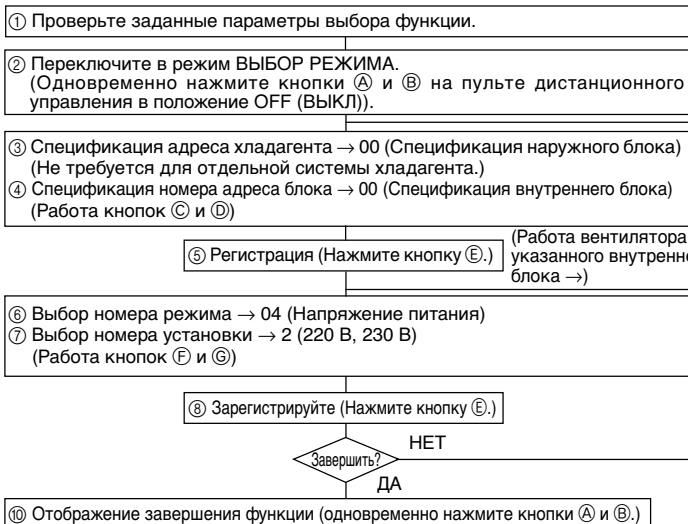 ① Проверьте заданные параметры выбора функции.
② Переключите в режим ВЫБОР РЕЖИМА.
(Одновременно нажмите кнопки Ⓐ и Ⓑ на пульте дистанционного
управления в положение OFF (ВЫКЛ)).
③ Спецификация адреса хладагента → 00 (Спецификация наружного блока)
(Не требуется для отдельной системы хладагента.)
④ Спецификация номера адреса блока → 00 (Спецификация внутреннего блока)
(Работа кнопок Ⓒ и Ⓓ)
⑤ Регистрация (Нажмите кнопку Ⓔ.)
(Работа вентилятора
указанного
блока →)
⑥ Выбор номера режима → 04 (Напряжение питания)
⑦ Выбор номера установки → 2 (220 В, 230 В)
(Работа кнопок Ⓕ и Ⓖ)
⑧ Зарегистрируйте (Нажмите кнопку Ⓔ.)
Завершить?
НЕТ
ДА
⑩ Отображение завершения функции (одновременно нажмите кнопки Ⓐ и Ⓑ.)